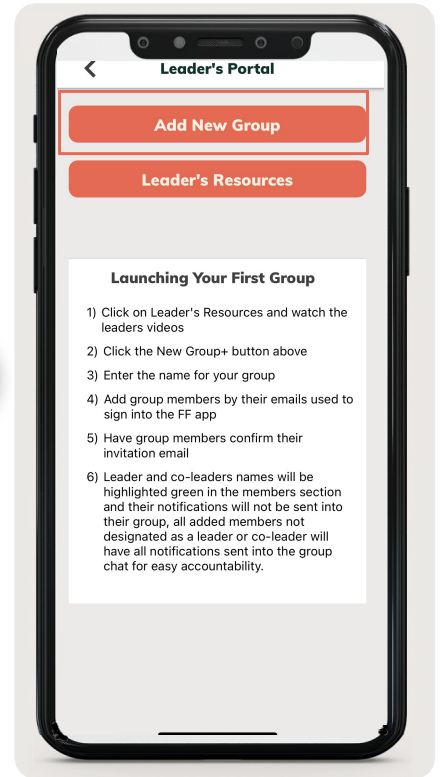 Leader's Portal
Add New Group
Leader's Resources
Launching Your First Group
1) Click on Leader's Resources and watch the
leaders videos
2) Click the New Group+ button above
3) Enter the name for your group
4) Add group members by their emails used to
sign into the FF app
5) Have group members confirm their
invitation email
6) Leader and co-leaders names will be
highlighted green in the members section
and their notifications will not be sent into
their group, all added members not
designated as a leader or co-leader will
have all notifications sent into the group
chat for easy accountability.